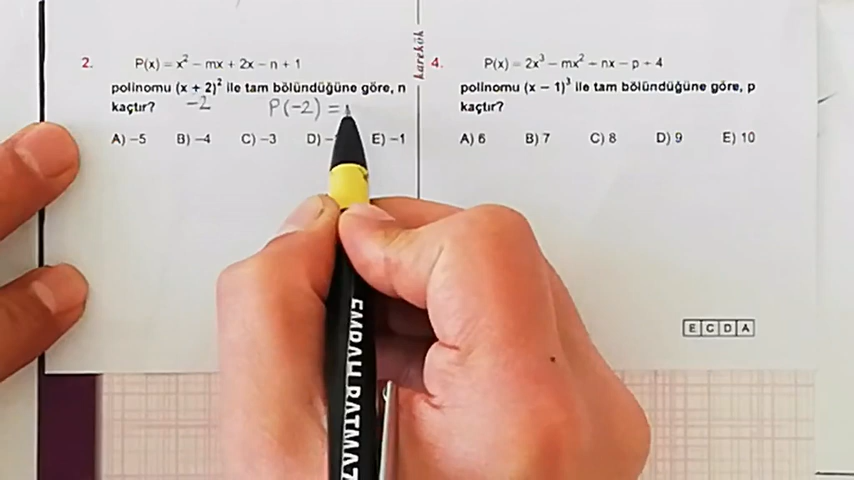 2. P(x) = x² − mx + 2x − n + 1
polinomu (x + 2)² ile tam bölündüğüne göre, n
kaçtır? −2 P(−2) =
A) −5 B) −4 C) −3 D) − E) −1
karekök
4. P(x) = 2x³ − mx² − nx − p + 4
polinomu (x − 1)³ ile tam bölündüğüne göre, p
kaçtır?
A) 6 B) 7 C) 8 D) 9 E) 10
E C D A